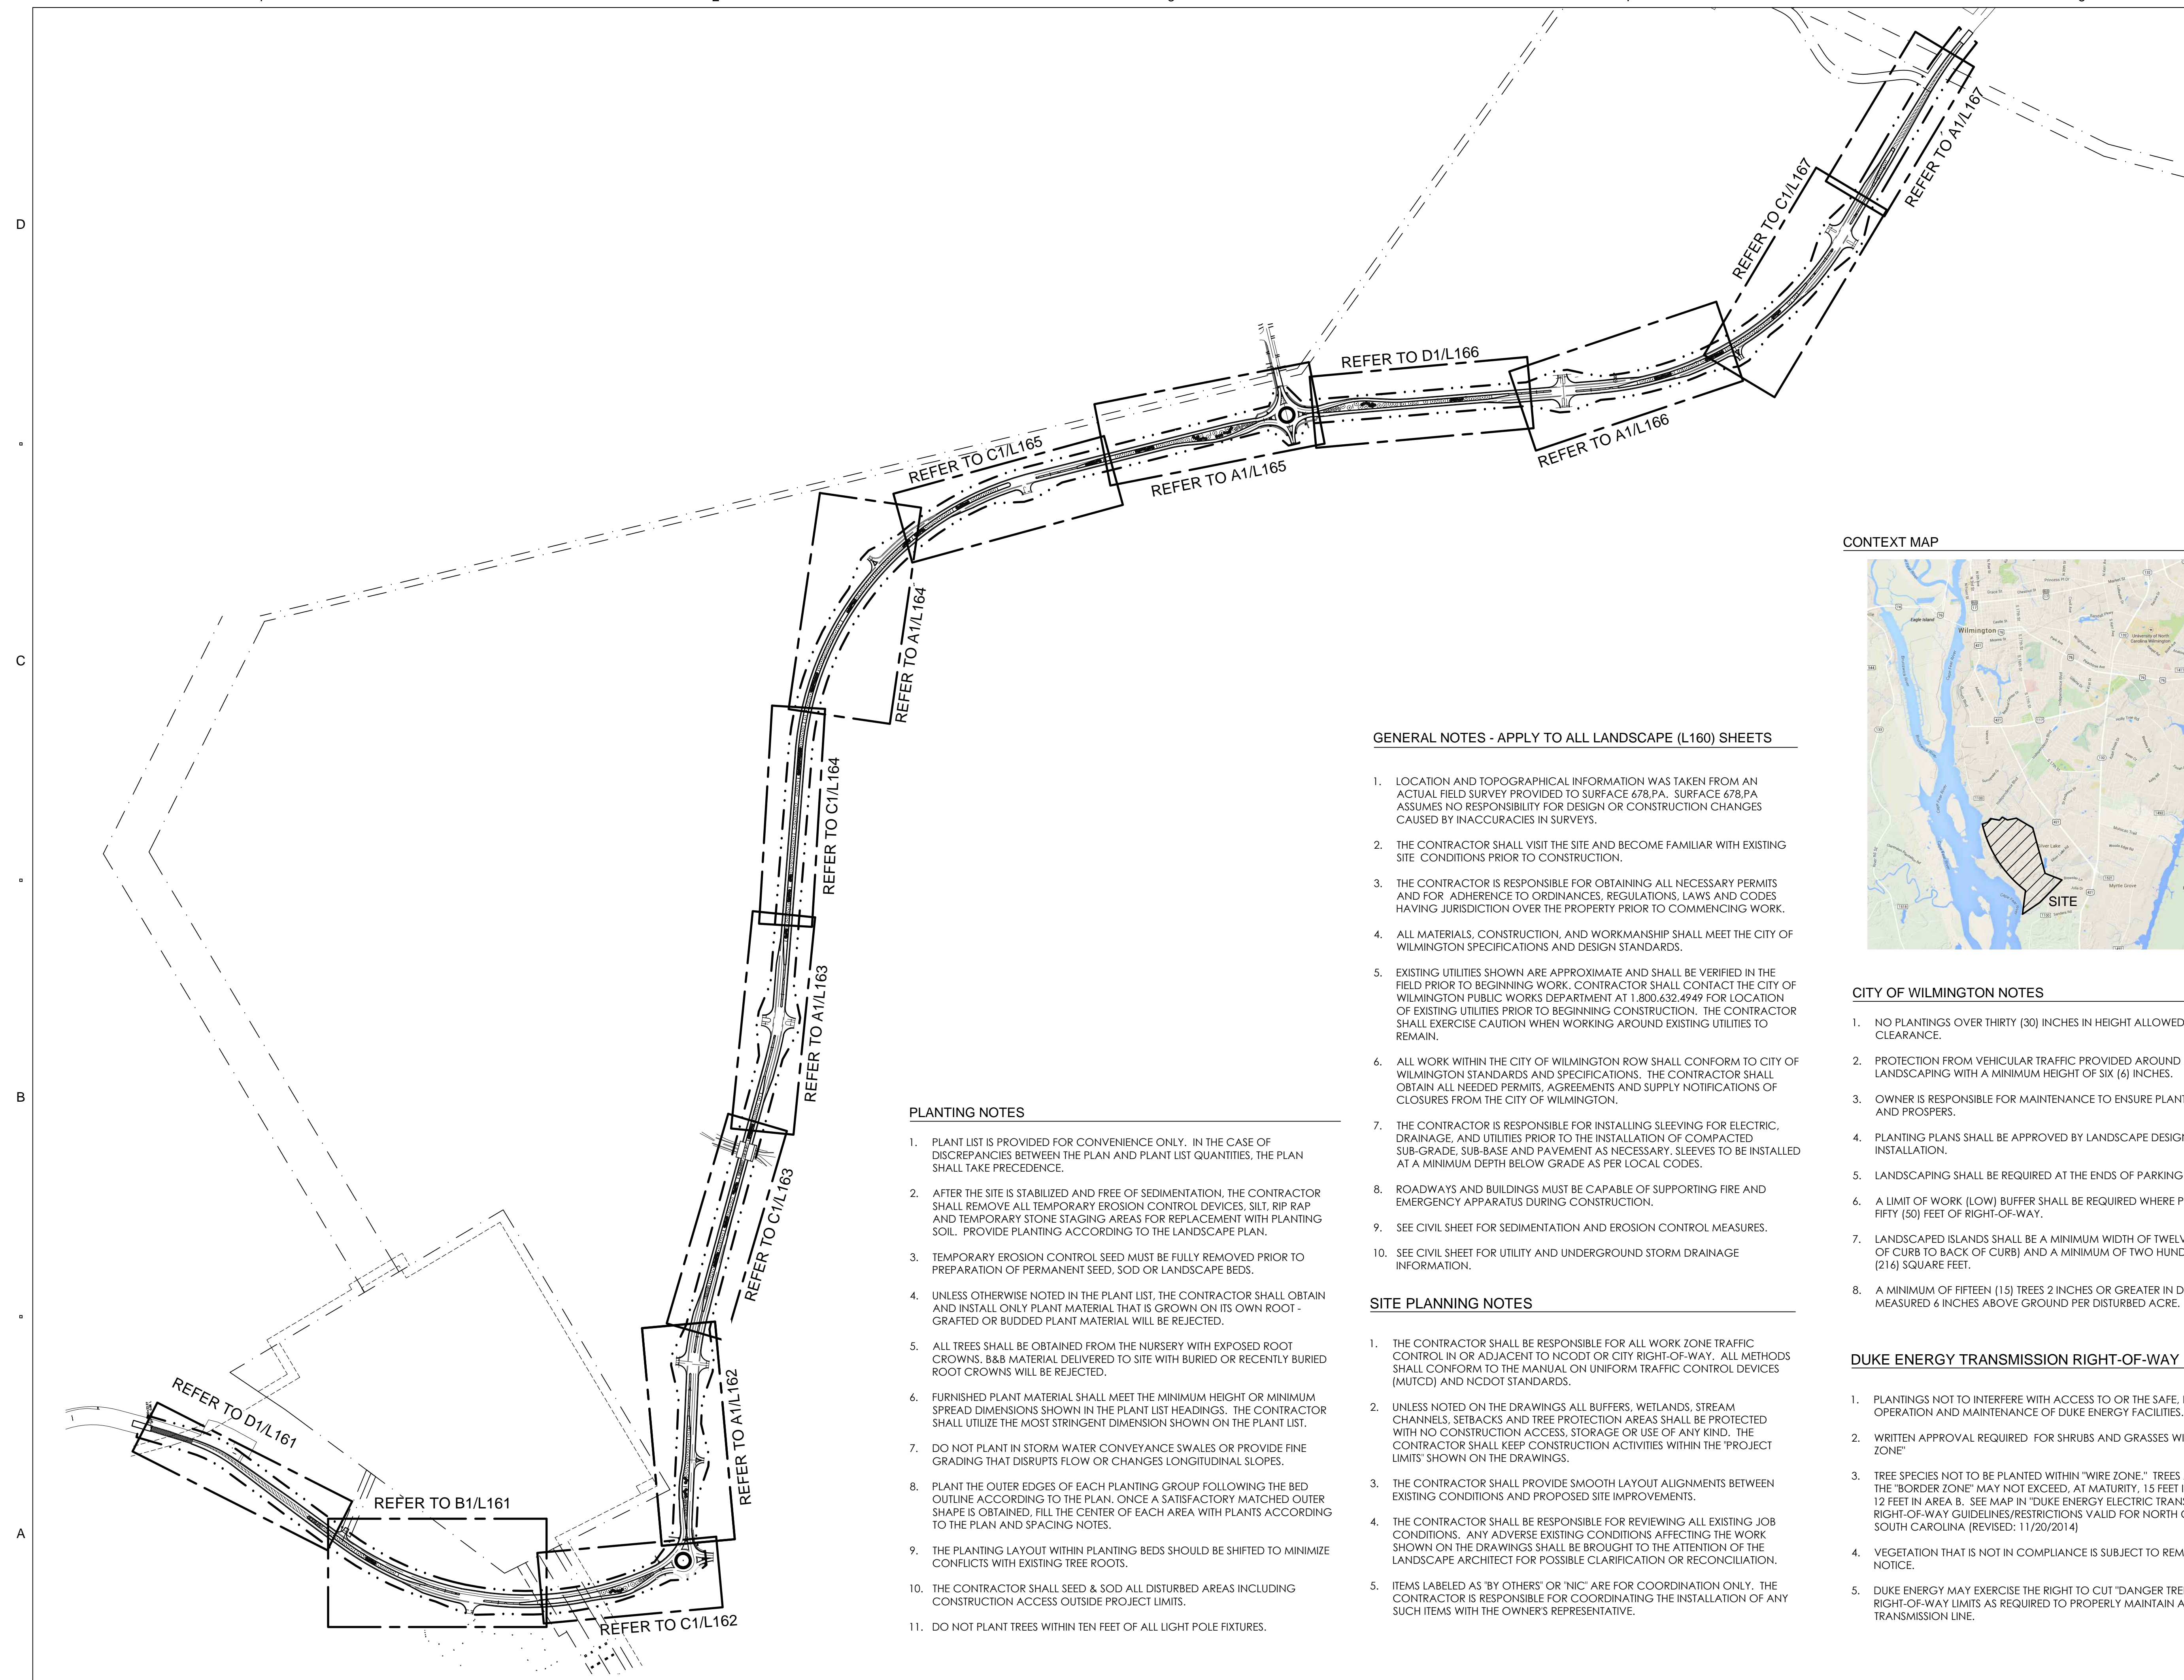 D
C
B
A
REFER TO A1/L167
REFER TO C1/L167
REFER TO D1/L166
REFER TO A1/L166
REFER TO C1/L165
REFER TO A1/L165
REFER TO A1/L164
REFER TO C1/L164
REFER TO A1/L163
REFER TO C1/L163
REFER TO A1/L162
REFER TO D1/L161
REFER TO B1/L161
REFER TO C1/L162
PLANTING NOTES
1. PLANT LIST IS PROVIDED FOR CONVENIENCE ONLY. IN THE CASE OF
DISCREPANCIES BETWEEN THE PLAN AND PLANT LIST QUANTITIES, THE PLAN
SHALL TAKE PRECEDENCE.
2. AFTER THE SITE IS STABILIZED AND FREE OF SEDIMENTATION, THE CONTRACTOR
SHALL REMOVE ALL TEMPORARY EROSION CONTROL DEVICES, SILT, RIP RAP
AND TEMPORARY STONE STAGING AREAS FOR REPLACEMENT WITH PLANTING
SOIL. PROVIDE PLANTING ACCORDING TO THE LANDSCAPE PLAN.
3. TEMPORARY EROSION CONTROL SEED MUST BE FULLY REMOVED PRIOR TO
PREPARATION OF PERMANENT SEED, SOD OR LANDSCAPE BEDS.
4. UNLESS OTHERWISE NOTED IN THE PLANT LIST, THE CONTRACTOR SHALL OBTAIN
AND INSTALL ONLY PLANT MATERIAL THAT IS GROWN ON ITS OWN ROOT -
GRAFTED OR BUDDED PLANT MATERIAL WILL BE REJECTED.
5. ALL TREES SHALL BE OBTAINED FROM THE NURSERY WITH EXPOSED ROOT
CROWNS. B&B MATERIAL DELIVERED TO SITE WITH BURIED OR RECENTLY BURIED
ROOT CROWNS WILL BE REJECTED.
6. FURNISHED PLANT MATERIAL SHALL MEET THE MINIMUM HEIGHT OR MINIMUM
SPREAD DIMENSIONS SHOWN IN THE PLANT LIST HEADINGS. THE CONTRACTOR
SHALL UTILIZE THE MOST STRINGENT DIMENSION SHOWN ON THE PLANT LIST.
7. DO NOT PLANT IN STORM WATER CONVEYANCE SWALES OR PROVIDE FINE
GRADING THAT DISRUPTS FLOW OR CHANGES LONGITUDINAL SLOPES.
8. PLANT THE OUTER EDGES OF EACH PLANTING GROUP FOLLOWING THE BED
OUTLINE ACCORDING TO THE PLAN. ONCE A SATISFACTORY MATCHED OUTER
SHAPE IS OBTAINED, FILL THE CENTER OF EACH AREA WITH PLANTS ACCORDING
TO THE PLAN AND SPACING NOTES.
9. THE PLANTING LAYOUT WITHIN PLANTING BEDS SHOULD BE SHIFTED TO MINIMIZE
CONFLICTS WITH EXISTING TREE ROOTS.
10. THE CONTRACTOR SHALL SEED & SOD ALL DISTURBED AREAS INCLUDING
CONSTRUCTION ACCESS OUTSIDE PROJECT LIMITS.
11. DO NOT PLANT TREES WITHIN TEN FEET OF ALL LIGHT POLE FIXTURES.
GENERAL NOTES - APPLY TO ALL LANDSCAPE (L160) SHEETS
1. LOCATION AND TOPOGRAPHICAL INFORMATION WAS TAKEN FROM AN
ACTUAL FIELD SURVEY PROVIDED TO SURFACE 678,PA. SURFACE 678,PA
ASSUMES NO RESPONSIBILITY FOR DESIGN OR CONSTRUCTION CHANGES
CAUSED BY INACCURACIES IN SURVEYS.
2. THE CONTRACTOR SHALL VISIT THE SITE AND BECOME FAMILIAR WITH EXISTING
SITE CONDITIONS PRIOR TO CONSTRUCTION.
3. THE CONTRACTOR IS RESPONSIBLE FOR OBTAINING ALL NECESSARY PERMITS
AND FOR ADHERENCE TO ORDINANCES, REGULATIONS, LAWS AND CODES
HAVING JURISDICTION OVER THE PROPERTY PRIOR TO COMMENCING WORK.
4. ALL MATERIALS, CONSTRUCTION, AND WORKMANSHIP SHALL MEET THE CITY OF
WILMINGTON SPECIFICATIONS AND DESIGN STANDARDS.
5. EXISTING UTILITIES SHOWN ARE APPROXIMATE AND SHALL BE VERIFIED IN THE
FIELD PRIOR TO BEGINNING WORK. CONTRACTOR SHALL CONTACT THE CITY OF
WILMINGTON PUBLIC WORKS DEPARTMENT AT 1.800.632.4949 FOR LOCATION
OF EXISTING UTILITIES PRIOR TO BEGINNING CONSTRUCTION. THE CONTRACTOR
SHALL EXERCISE CAUTION WHEN WORKING AROUND EXISTING UTILITIES TO
REMAIN.
6. ALL WORK WITHIN THE CITY OF WILMINGTON ROW SHALL CONFORM TO CITY OF
WILMINGTON STANDARDS AND SPECIFICATIONS. THE CONTRACTOR SHALL
OBTAIN ALL NEEDED PERMITS, AGREEMENTS AND SUPPLY NOTIFICATIONS OF
CLOSURES FROM THE CITY OF WILMINGTON.
7. THE CONTRACTOR IS RESPONSIBLE FOR INSTALLING SLEEVING FOR ELECTRIC,
DRAINAGE, AND UTILITIES PRIOR TO THE INSTALLATION OF COMPACTED
SUB-GRADE, SUB-BASE AND PAVEMENT AS NECESSARY. SLEEVES TO BE INSTALLED
AT A MINIMUM DEPTH BELOW GRADE AS PER LOCAL CODES.
8. ROADWAYS AND BUILDINGS MUST BE CAPABLE OF SUPPORTING FIRE AND
EMERGENCY APPARATUS DURING CONSTRUCTION.
9. SEE CIVIL SHEET FOR SEDIMENTATION AND EROSION CONTROL MEASURES.
10. SEE CIVIL SHEET FOR UTILITY AND UNDERGROUND STORM DRAINAGE
INFORMATION.
SITE PLANNING NOTES
1. THE CONTRACTOR SHALL BE RESPONSIBLE FOR ALL WORK ZONE TRAFFIC
CONTROL IN OR ADJACENT TO NCODT OR CITY RIGHT-OF-WAY. ALL METHODS
SHALL CONFORM TO THE MANUAL ON UNIFORM TRAFFIC CONTROL DEVICES
(MUTCD) AND NCDOT STANDARDS.
2. UNLESS NOTED ON THE DRAWINGS ALL BUFFERS, WETLANDS, STREAM
CHANNELS, SETBACKS AND TREE PROTECTION AREAS SHALL BE PROTECTED
WITH NO CONSTRUCTION ACCESS, STORAGE OR USE OF ANY KIND. THE
CONTRACTOR SHALL KEEP CONSTRUCTION ACTIVITIES WITHIN THE "PROJECT
LIMITS" SHOWN ON THE DRAWINGS.
3. THE CONTRACTOR SHALL PROVIDE SMOOTH LAYOUT ALIGNMENTS BETWEEN
EXISTING CONDITIONS AND PROPOSED SITE IMPROVEMENTS.
4. THE CONTRACTOR SHALL BE RESPONSIBLE FOR REVIEWING ALL EXISTING JOB
CONDITIONS. ANY ADVERSE EXISTING CONDITIONS AFFECTING THE WORK
SHOWN ON THE DRAWINGS SHALL BE BROUGHT TO THE ATTENTION OF THE
LANDSCAPE ARCHITECT FOR POSSIBLE CLARIFICATION OR RECONCILIATION.
5. ITEMS LABELED AS "BY OTHERS" OR "NIC" ARE FOR COORDINATION ONLY. THE
CONTRACTOR IS RESPONSIBLE FOR COORDINATING THE INSTALLATION OF ANY
SUCH ITEMS WITH THE OWNER'S REPRESENTATIVE.
CONTEXT MAP
Eagle Island
Wilmington
University of North
Carolina Wilmington
Myrtle Grove
SITE
CITY OF WILMINGTON NOTES
1. NO PLANTINGS OVER THIRTY (30) INCHES IN HEIGHT ALLOWED
CLEARANCE.
2. PROTECTION FROM VEHICULAR TRAFFIC PROVIDED AROUND
LANDSCAPING WITH A MINIMUM HEIGHT OF SIX (6) INCHES.
3. OWNER IS RESPONSIBLE FOR MAINTENANCE TO ENSURE PLANT
AND PROSPERS.
4. PLANTING PLANS SHALL BE APPROVED BY LANDSCAPE DESIGN
INSTALLATION.
5. LANDSCAPING SHALL BE REQUIRED AT THE ENDS OF PARKING
6. A LIMIT OF WORK (LOW) BUFFER SHALL BE REQUIRED WHERE P
FIFTY (50) FEET OF RIGHT-OF-WAY.
7. LANDSCAPED ISLANDS SHALL BE A MINIMUM WIDTH OF TWELV
OF CURB TO BACK OF CURB) AND A MINIMUM OF TWO HUND
(216) SQUARE FEET.
8. A MINIMUM OF FIFTEEN (15) TREES 2 INCHES OR GREATER IN D
MEASURED 6 INCHES ABOVE GROUND PER DISTURBED ACRE.
DUKE ENERGY TRANSMISSION RIGHT-OF-WAY
1. PLANTINGS NOT TO INTERFERE WITH ACCESS TO OR THE SAFE,
OPERATION AND MAINTENANCE OF DUKE ENERGY FACILITIES.
2. WRITTEN APPROVAL REQUIRED FOR SHRUBS AND GRASSES WI
ZONE"
3. TREE SPECIES NOT TO BE PLANTED WITHIN "WIRE ZONE." TREES
THE "BORDER ZONE" MAY NOT EXCEED, AT MATURITY, 15 FEET I
12 FEET IN AREA B. SEE MAP IN "DUKE ENERGY ELECTRIC TRAN
RIGHT-OF-WAY GUIDELINES/RESTRICTIONS VALID FOR NORTH C
SOUTH CAROLINA (REVISED: 11/20/2014)
4. VEGETATION THAT IS NOT IN COMPLIANCE IS SUBJECT TO REM
NOTICE.
5. DUKE ENERGY MAY EXERCISE THE RIGHT TO CUT "DANGER TRE
RIGHT-OF-WAY LIMITS AS REQUIRED TO PROPERLY MAINTAIN A
TRANSMISSION LINE.